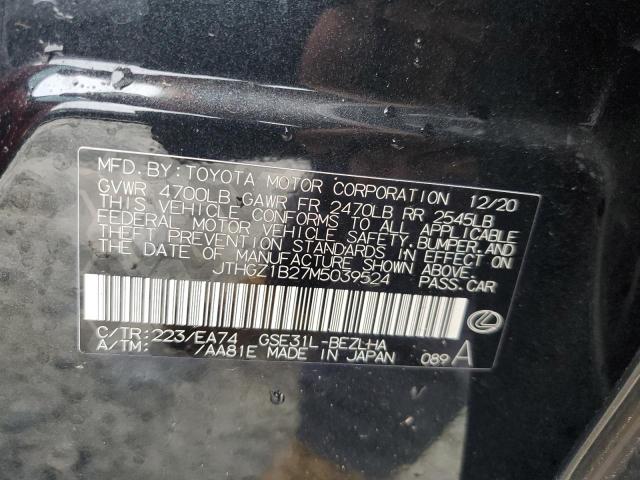 MFD. BY: TOYOTA MOTOR CORPORATION 12/20
GVWR 4700LB GAWR FR 2470LB RR 2545LB
THIS VEHICLE CONFORMS TO ALL APPLICABLE
FEDERAL MOTOR VEHICLE SAFETY, BUMPER, AND
THEFT PREVENTION STANDARDS IN EFFECT ON
THE DATE OF MANUFACTURE SHOWN ABOVE.
JTHGZ1B27M5039524 PASS.CAR
C/TR: 223/EA74 GSE31L-BEZLHA
A/TM: /AA81E MADE IN JAPAN 089 A